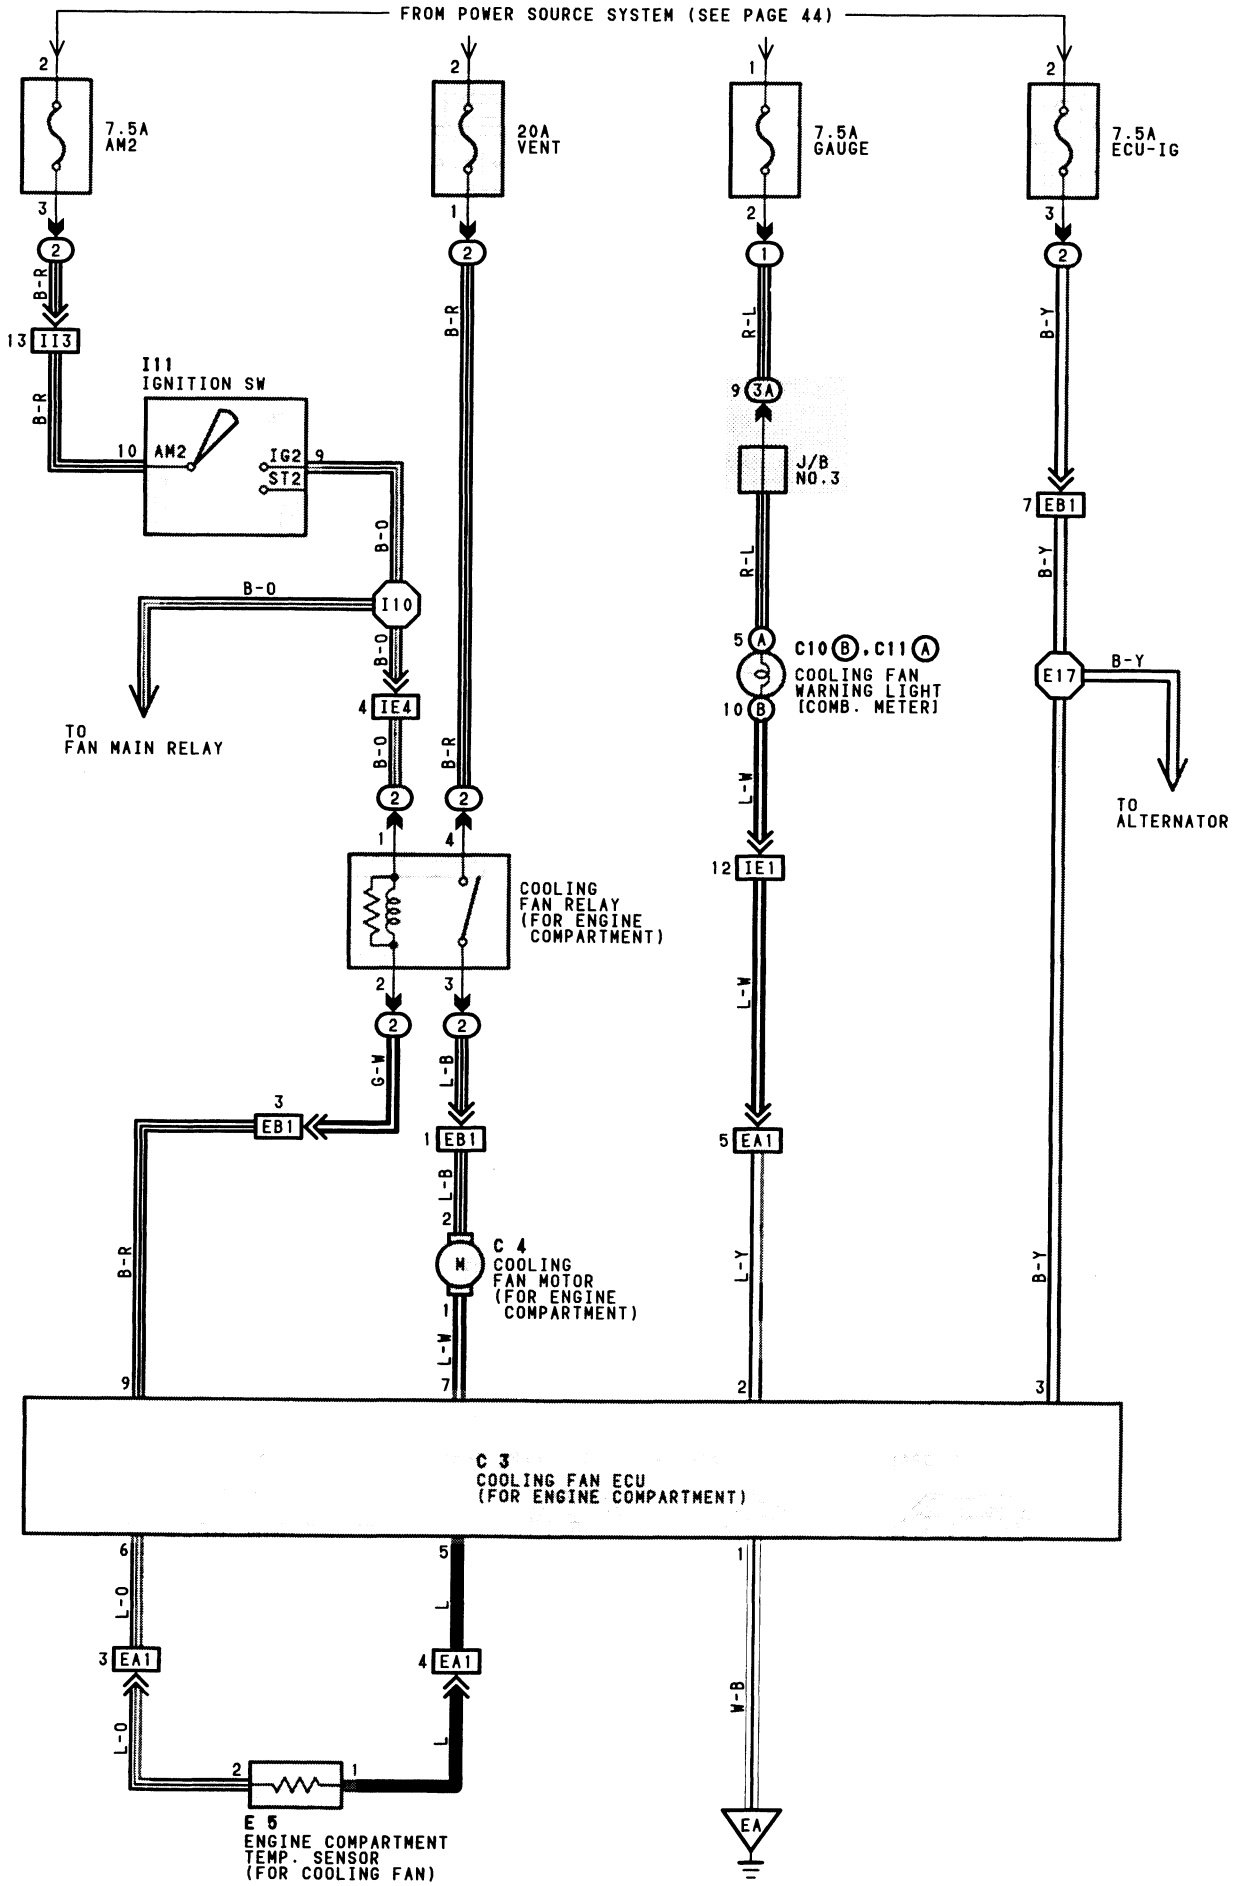 FROM POWER SOURCE SYSTEM (SEE PAGE 44)
2
2
1
2
7.5A
AM2
20A
VENT
7.5A
GAUGE
7.5A
ECU-IG
3
1
2
3
2
2
1
2
B-R
B-R
R-L
B-Y
13 II3
I11
IGNITION SW
B-R
10
AM2
IG2
9
ST2
9 3A
J/B
NO.3
7 EB1
B-O
R-L
B-Y
B-O
I10
B-O
5 A
C10 B, C11 A
COOLING FAN
WARNING LIGHT
[COMB. METER]
10 B
E17
B-Y
4 IE4
TO
FAN MAIN RELAY
B-O
B-R
L-W
2
2
TO
ALTERNATOR
1
4
12 IE1
COOLING
FAN RELAY
(FOR ENGINE
COMPARTMENT)
L-W
2
3
2
2
G-W
L-B
3
EB1
1 EB1
5 EA1
L-B
2
M
C 4
COOLING
FAN MOTOR
(FOR ENGINE
COMPARTMENT)
B-R
L-Y
B-Y
1
L-W
9
7
2
3
C 3
COOLING FAN ECU
(FOR ENGINE COMPARTMENT)
6
5
1
L-O
L
3 EA1
4 EA1
W-B
L-O
L
2
1
E 5
ENGINE COMPARTMENT
TEMP. SENSOR
(FOR COOLING FAN)
EA